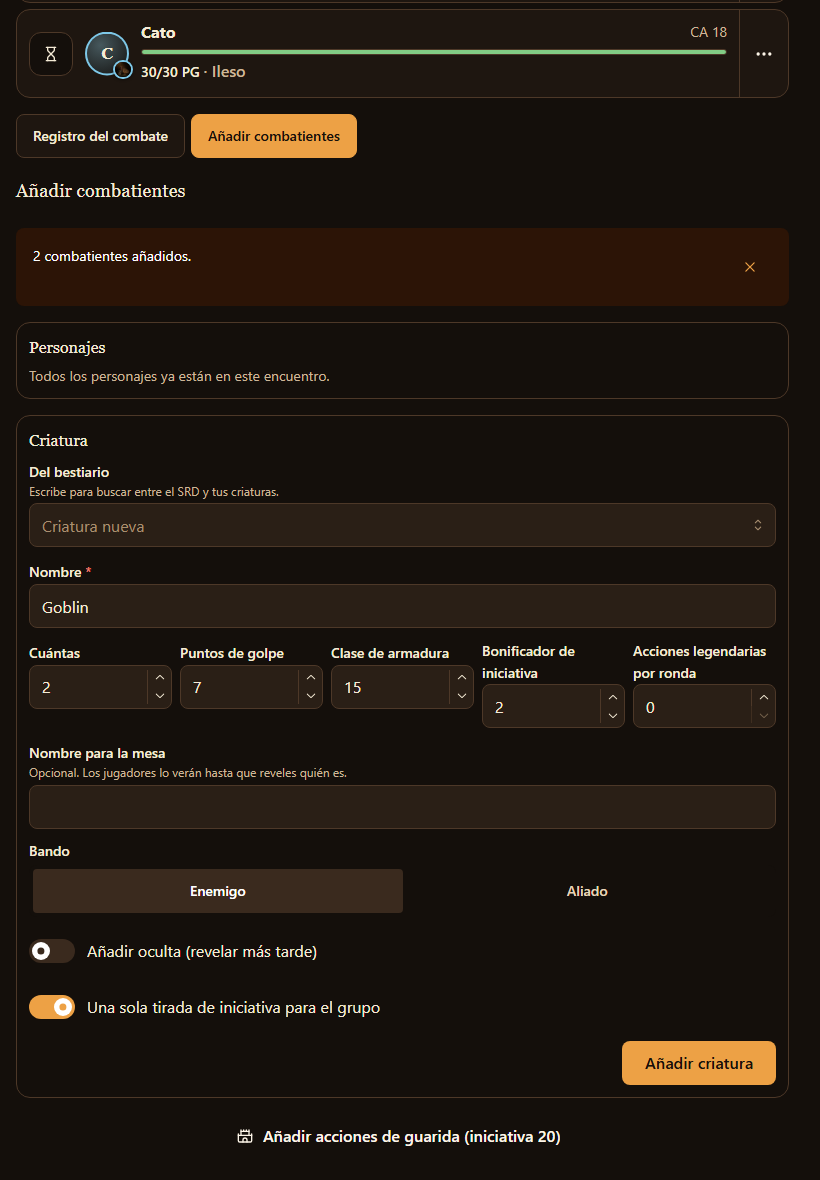 Cato
CA 18
C
30/30 PG · Ileso
Registro del combate
Añadir combatientes
Añadir combatientes
2 combatientes añadidos.
Personajes
Todos los personajes ya están en este encuentro.
Criatura
Del bestiario
Escribe para buscar entre el SRD y tus criaturas.
Criatura nueva
Nombre *
Goblin
Cuántas
2
Puntos de golpe
7
Clase de armadura
15
Bonificador de
iniciativa
2
Acciones legendarias
por ronda
0
Nombre para la mesa
Opcional. Los jugadores lo verán hasta que reveles quién es.
Bando
Enemigo
Aliado
Añadir oculta (revelar más tarde)
Una sola tirada de iniciativa para el grupo
Añadir criatura
Añadir acciones de guarida (iniciativa 20)